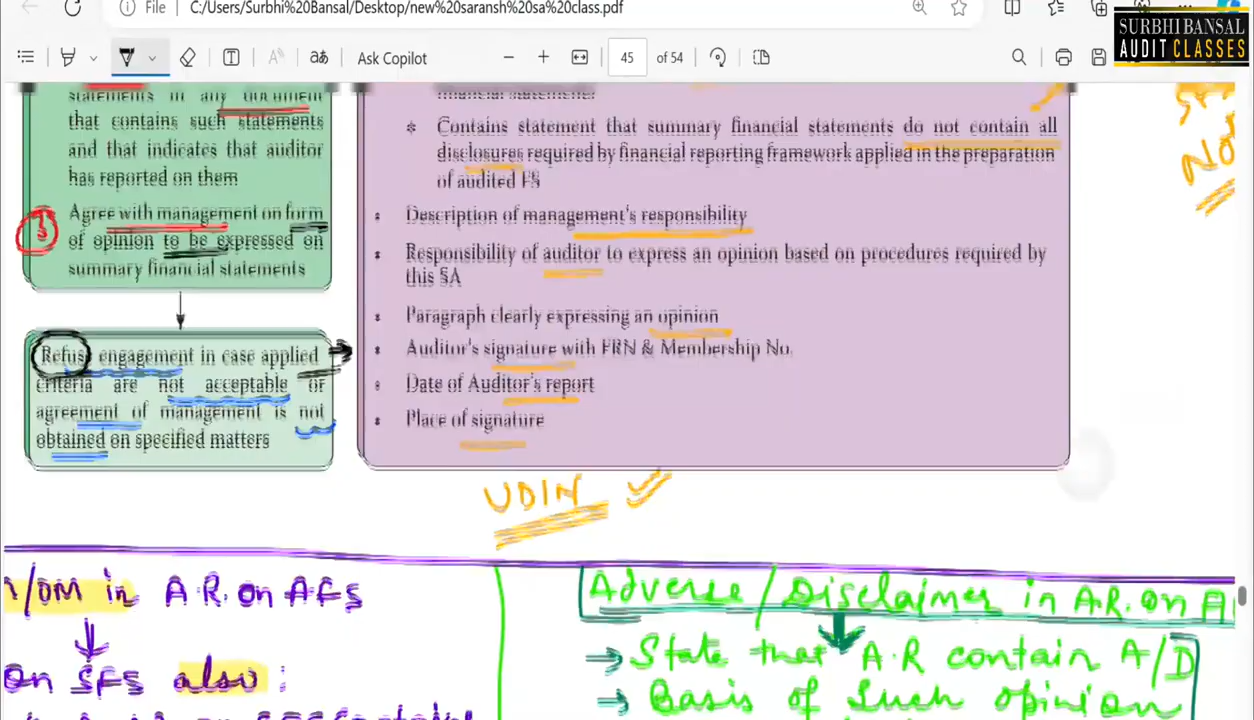 File C:/Users/Surbhi%20Bansal/Desktop/new%20saransh%20sa%20class.pdf
SURBHI BANSAL
AUDIT CLASSES
Ask Copilot
45 of 54
statements in any document
that contains such statements
and that indicates that auditor
has reported on them
3 Agree with management on form
of opinion to be expressed on
summary financial statements
Refuse engagement in case applied
criteria are not acceptable or
agreement of management is not
obtained on specified matters
financial statements
* Contains statement that summary financial statements do not contain all
disclosures required by financial reporting framework applied in the preparation
of audited FS
Description of management's responsibility
Responsibility of auditor to express an opinion based on procedures required by
this SA
Paragraph clearly expressing an opinion
Auditor's signature with FRN & Membership No.
Date of Auditor's report
Place of signature
UDIN
/OM in A.R. on AFS
on SFS also :
Adverse / Disclaimer in A.R. on A
→ State that A.R contain A/D
→ Basis of such opinion